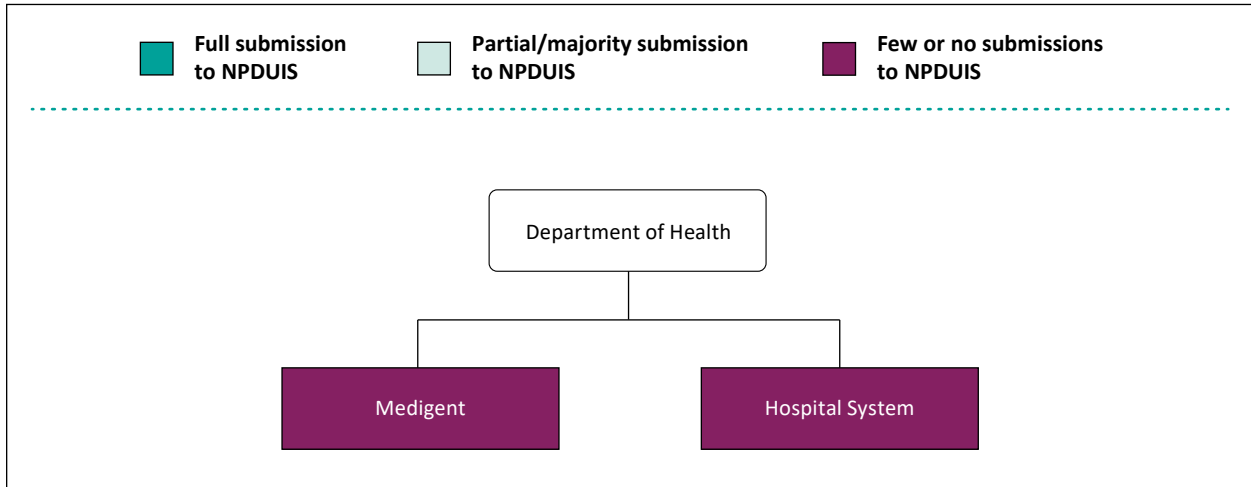 Full submission
to NPDUIS
Partial/majority submission
to NPDUIS
Few or no submissions
to NPDUIS
Department of Health
Medigent
Hospital System